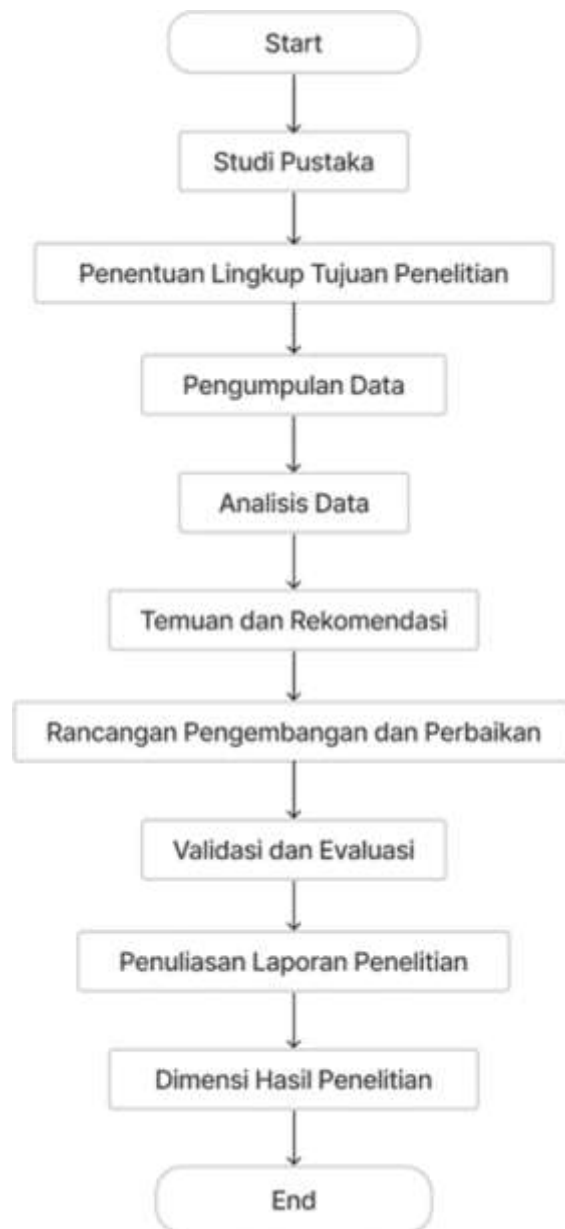 Start
Studi Pustaka
Penentuan Lingkup Tujuan Penelitian
Pengumpulan Data
Analisis Data
Temuan dan Rekomendasi
Rancangan Pengembangan dan Perbaikan
Validasi dan Evaluasi
Penuliasan Laporan Penelitian
Dimensi Hasil Penelitian
End